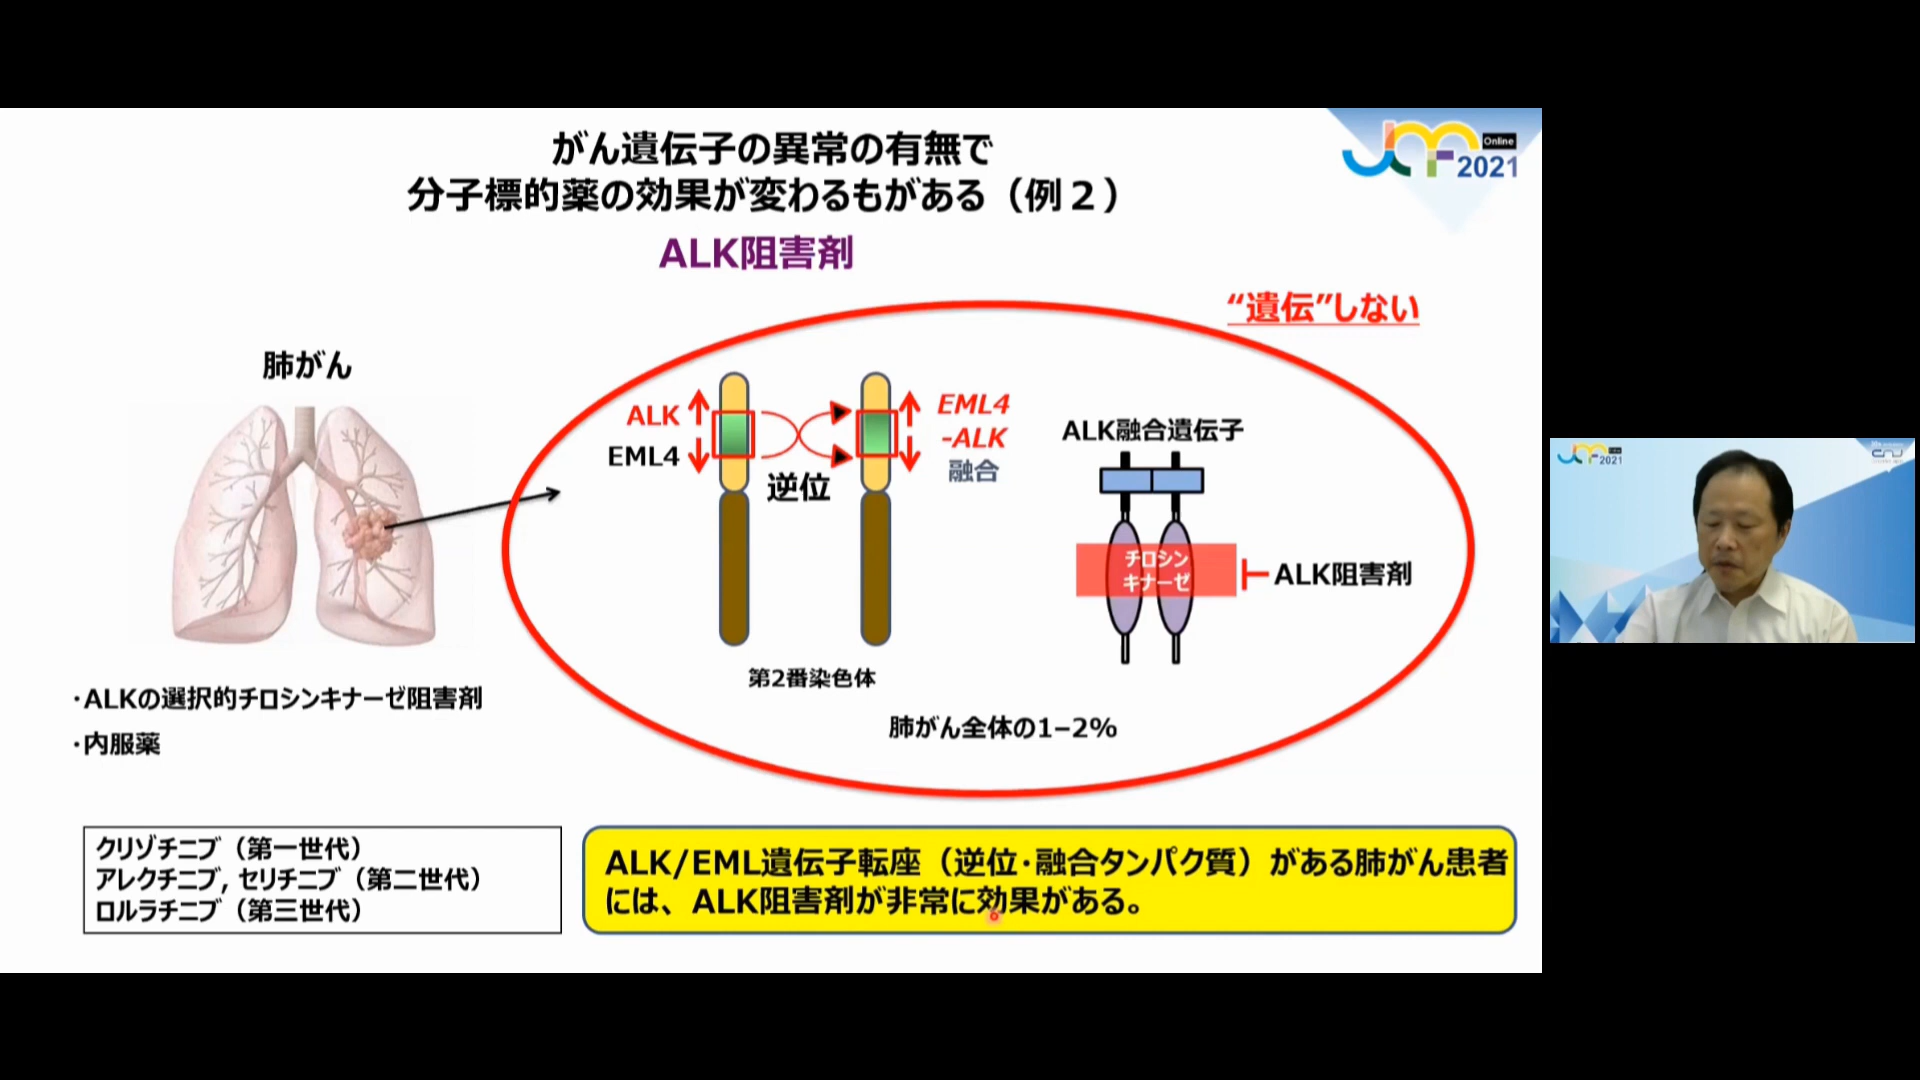 がん遺伝子の異常の有無で
分子標的薬の効果が変わるもがある（例２）
JCMF Online 2021
ALK阻害剤
“遺伝”しない
肺がん
ALK
EML4
逆位
EML4
-ALK
融合
第2番染色体
ALK融合遺伝子
チロシン
キナーゼ
ALK阻害剤
肺がん全体の1–2%
・ALKの選択的チロシンキナーゼ阻害剤
・内服薬
クリゾチニブ（第一世代）
アレクチニブ, セリチニブ（第二世代）
ロルラチニブ（第三世代）
ALK/EML遺伝子転座（逆位・融合タンパク質）がある肺がん患者
には、ALK阻害剤が非常に効果がある。
2021